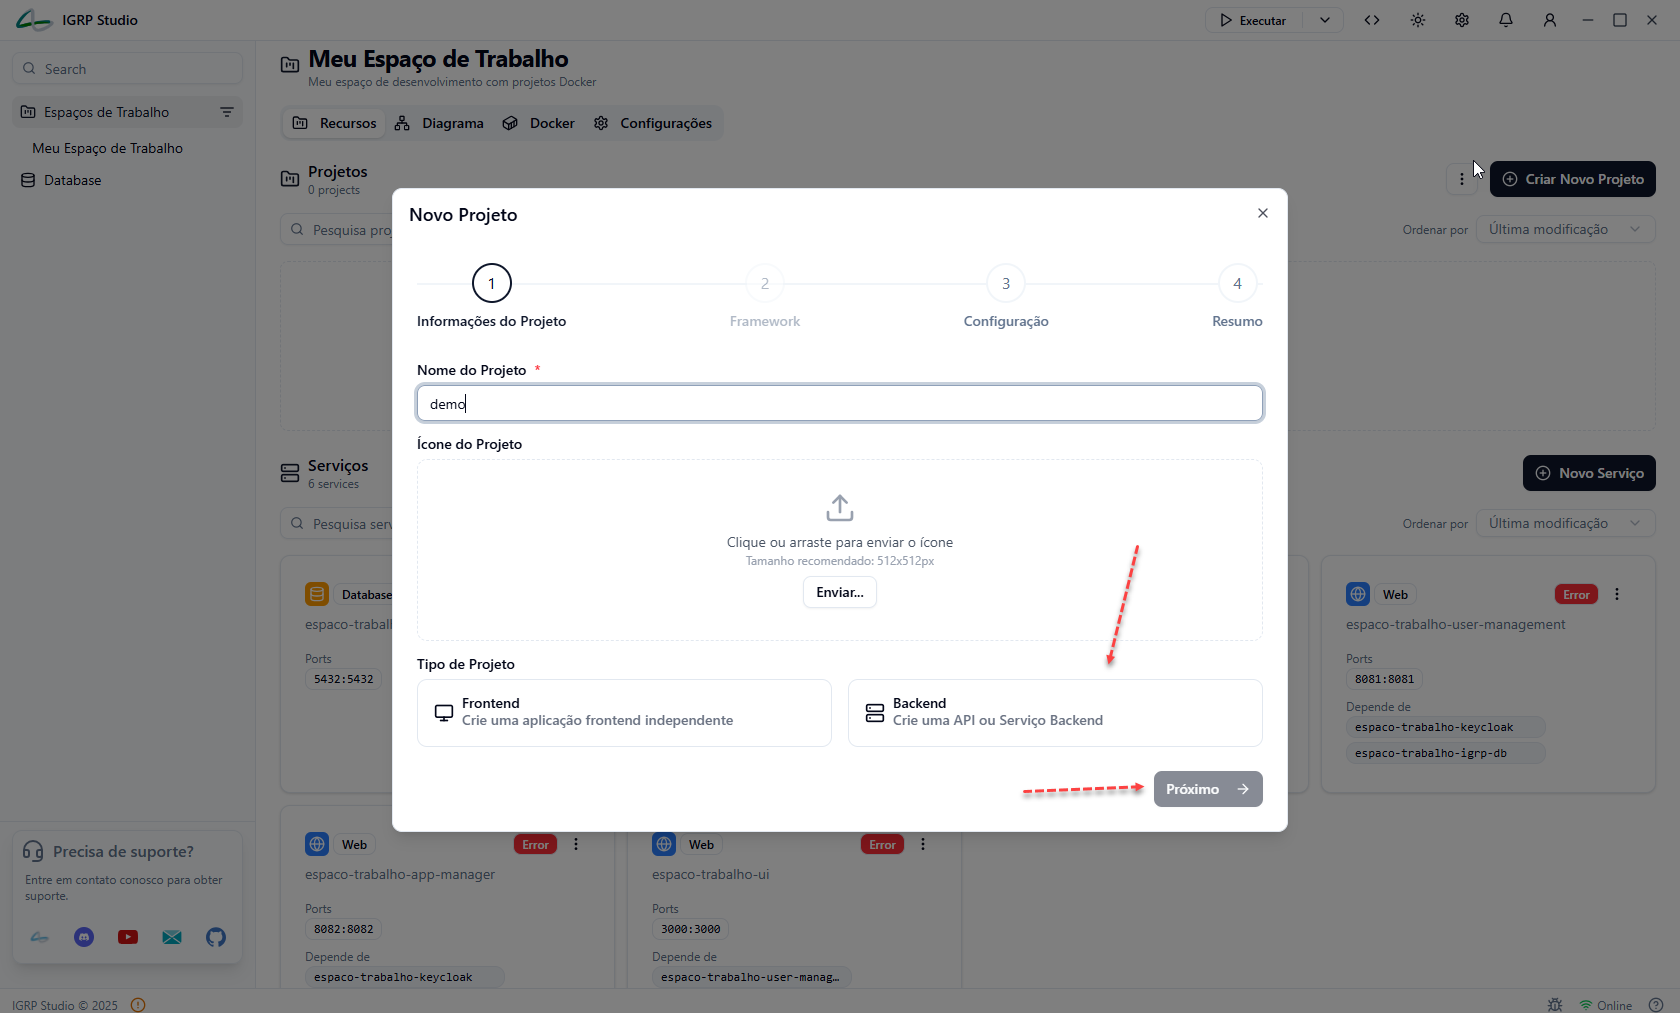 IGRP Studio
Executar
Search
Espaços de Trabalho
Meu Espaço de Trabalho
Database
Meu Espaço de Trabalho
Meu espaço de desenvolvimento com projetos Docker
Recursos
Diagrama
Docker
Configurações
Projetos
0 projects
Criar Novo Projeto
Pesquisa proj
Ordenar por
Última modificação
Novo Projeto
1
2
3
4
Informações do Projeto
Framework
Configuração
Resumo
Nome do Projeto *
demo
Ícone do Projeto
Clique ou arraste para enviar o ícone
Tamanho recomendado: 512x512px
Enviar...
Tipo de Projeto
Frontend
Crie uma aplicação frontend independente
Backend
Crie uma API ou Serviço Backend
Próximo
Serviços
6 services
Novo Serviço
Pesquisa serv
Ordenar por
Última modificação
Database
espaco-traball
Ports
5432:5432
Web
Error
espaco-trabalho-user-management
Ports
8081:8081
Depende de
espaco-trabalho-keycloak
espaco-trabalho-igrp-db
Web
Error
espaco-trabalho-app-manager
Ports
8082:8082
Depende de
espaco-trabalho-keycloak
Web
Error
espaco-trabalho-ui
Ports
3000:3000
Depende de
espaco-trabalho-user-manag…
Precisa de suporte?
Entre em contato conosco para obter
suporte.
IGRP Studio © 2025
Online